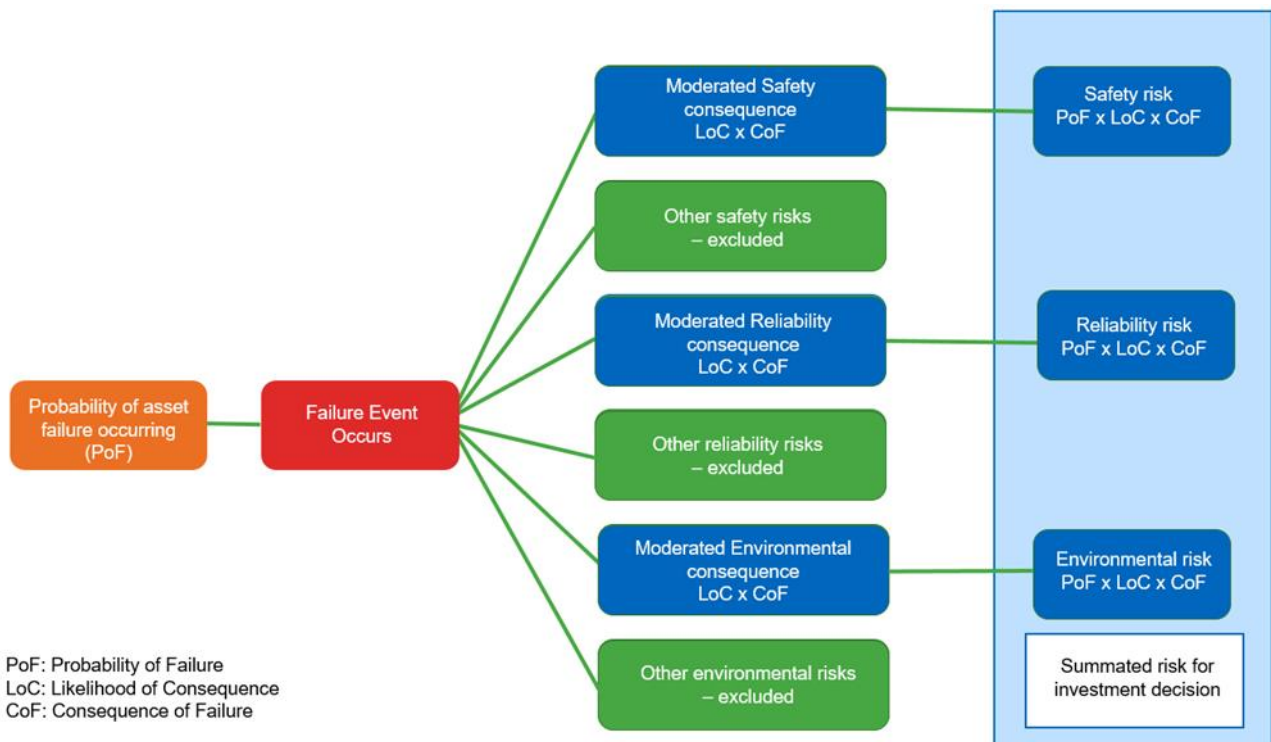 Probability of asset
failure occurring
(PoF)
Failure Event
Occurs
Moderated Safety
consequence
LoC x CoF
Safety risk
PoF x LoC x CoF
Other safety risks
– excluded
Moderated Reliability
consequence
LoC x CoF
Reliability risk
PoF x LoC x CoF
Other reliability risks
– excluded
Moderated Environmental
consequence
LoC x CoF
Environmental risk
PoF x LoC x CoF
Other environmental risks
– excluded
Summated risk for
investment decision
PoF: Probability of Failure
LoC: Likelihood of Consequence
CoF: Consequence of Failure